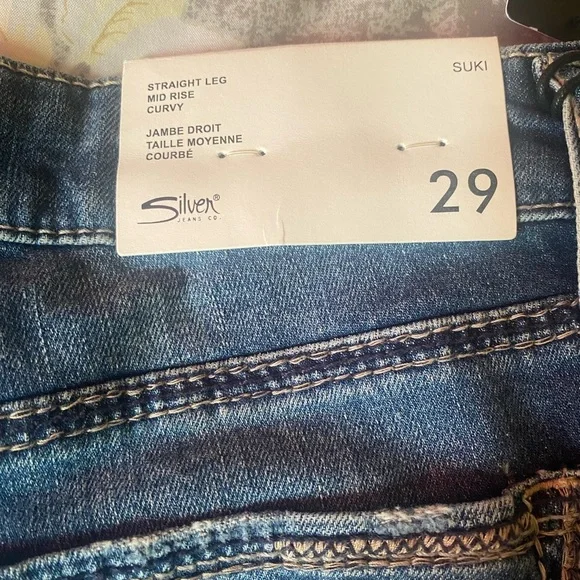 STRAIGHT LEG
MID RISE
CURVY
SUKI
JAMBE DROIT
TAILLE MOYENNE
COURBÉ
Silver®
JEANS CO.
29